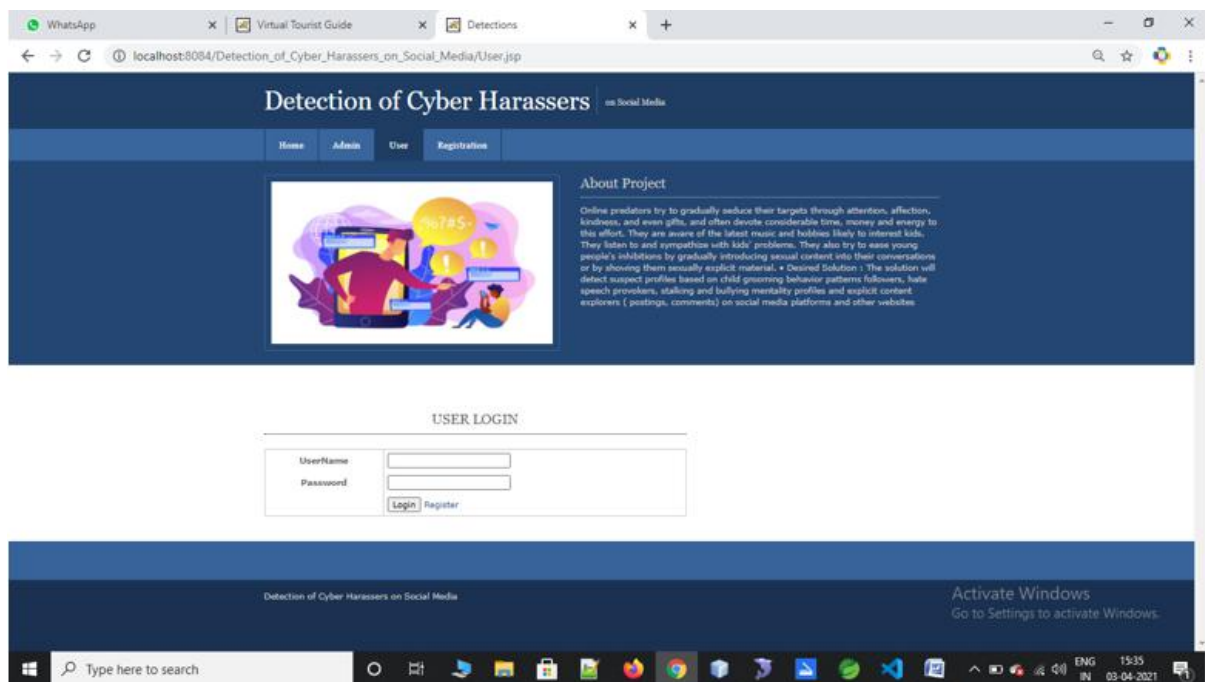 WhatsApp
Virtual Tourist Guide
Detections
localhost:8084/Detection_of_Cyber_Harassers_on_Social_Media/User.jsp
Detection of Cyber Harassers on Social Media
Home Admin User Registration
%?#$-
About Project
Online predators try to gradually seduce their targets through attention, affection,
kindness, and even gifts, and often devote considerable time, money and energy to
this effort. They are aware of the latest music and hobbies likely to interest kids.
They listen to and sympathize with kids' problems. They also try to ease young
people's inhibitions by gradually introducing sexual content into their conversations
or by showing them sexually explicit material. • Desired Solution : The solution will
detect suspect profiles based on child grooming behavior patterns followers, hate
speech provokers, stalking and bullying mentality profiles and explicit content
explorers ( postings, comments) on social media platforms and other websites
USER LOGIN
UserName
Password
Login Register
Detection of Cyber Harassers on Social Media
Activate Windows
Go to Settings to activate Windows.
Type here to search
ENG
IN
15:35
03-04-2021